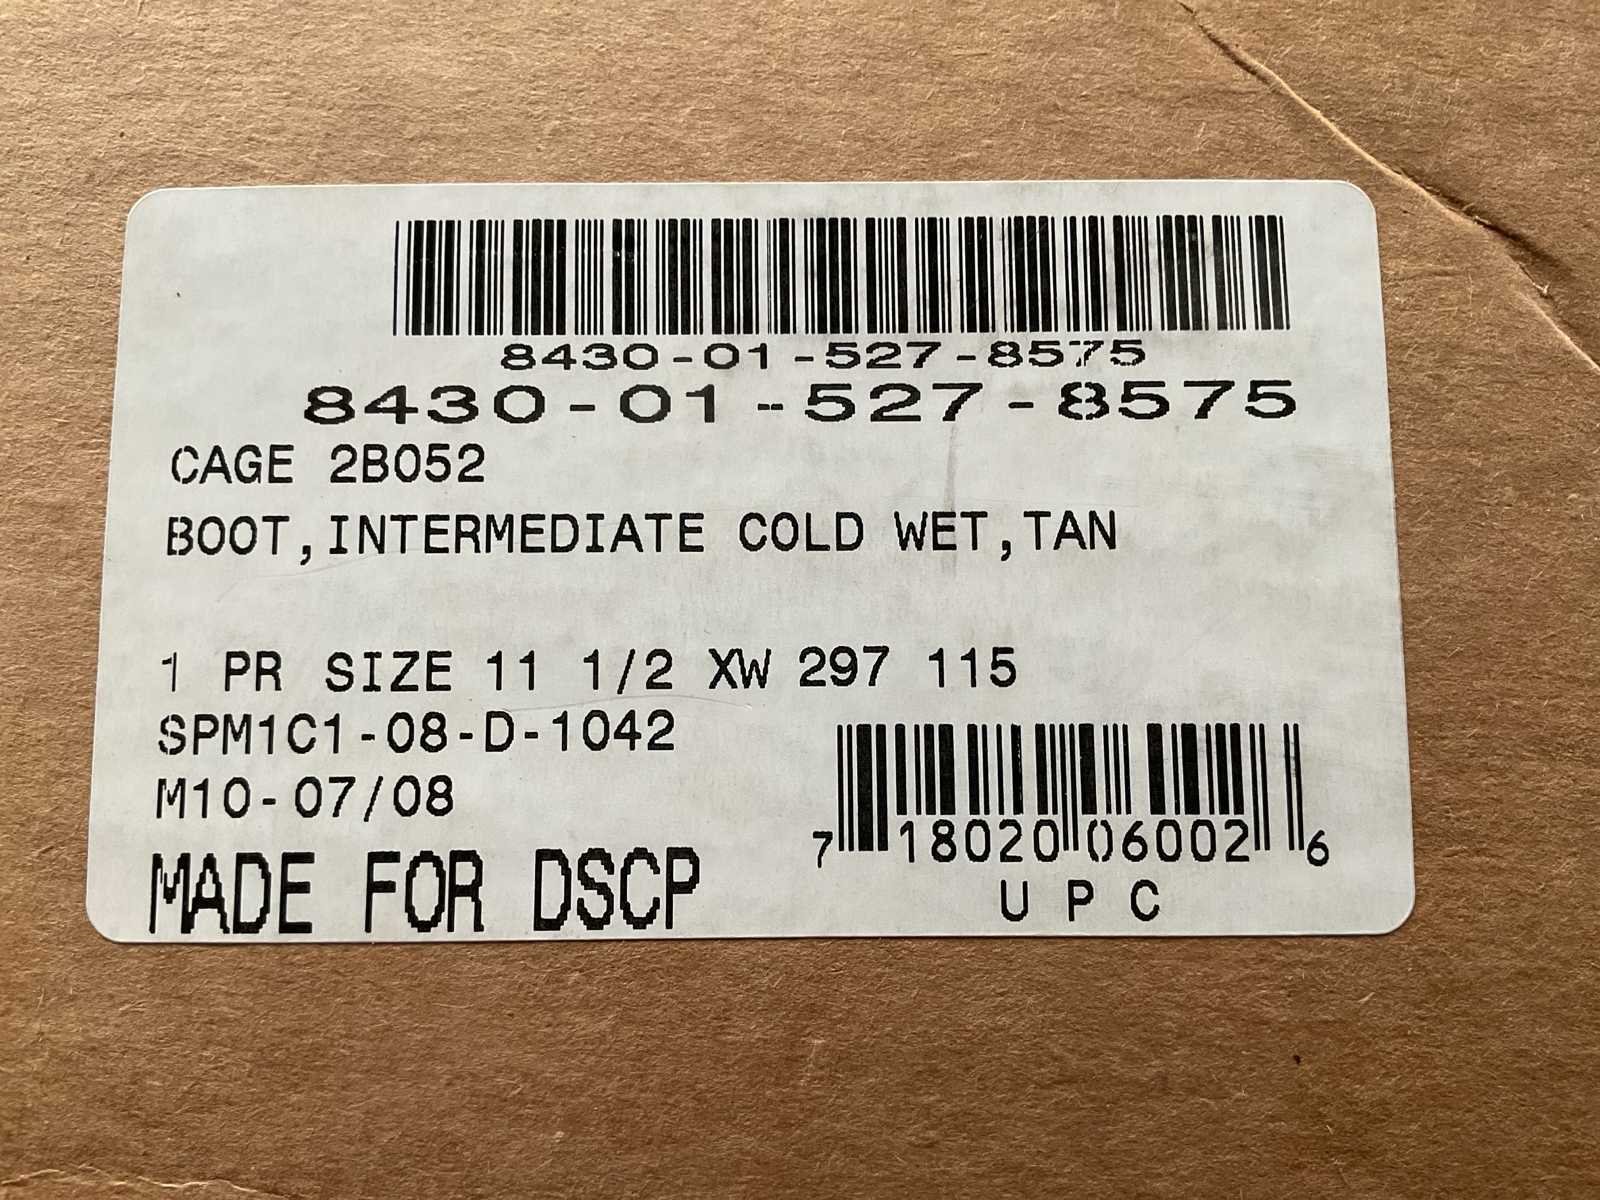 8430-01-527-8575
8430-01-527-8575
CAGE 2B052
BOOT,INTERMEDIATE COLD WET,TAN
1 PR SIZE 11 1/2 XW 297 115
SPM1C1-08-D-1042
M10-07/08
MADE FOR DSCP
7 18020 06002 6
UPC